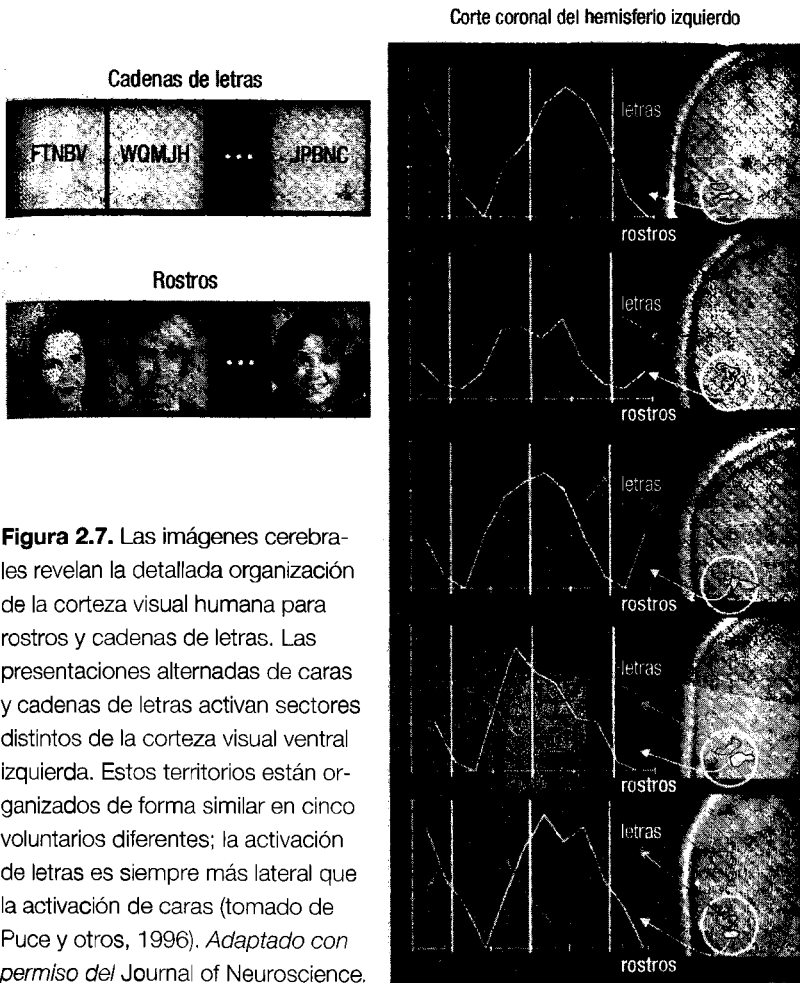 Corte coronal del hemisferio izquierdo
Cadenas de letras
FTNBV WQMJH ... JPBNC
Rostros
...
letras
rostros
letras
rostros
letras
rostros
letras
rostros
letras
rostros
Figura 2.7. Las imágenes cerebra-
les revelan la detallada organización
de la corteza visual humana para
rostros y cadenas de letras. Las
presentaciones alternadas de caras
y cadenas de letras activan sectores
distintos de la corteza visual ventral
izquierda. Estos territorios están or-
ganizados de forma similar en cinco
voluntarios diferentes; la activación
de letras es siempre más lateral que
la activación de caras (tomado de
Puce y otros, 1996). Adaptado con
permiso del Journal of Neuroscience.